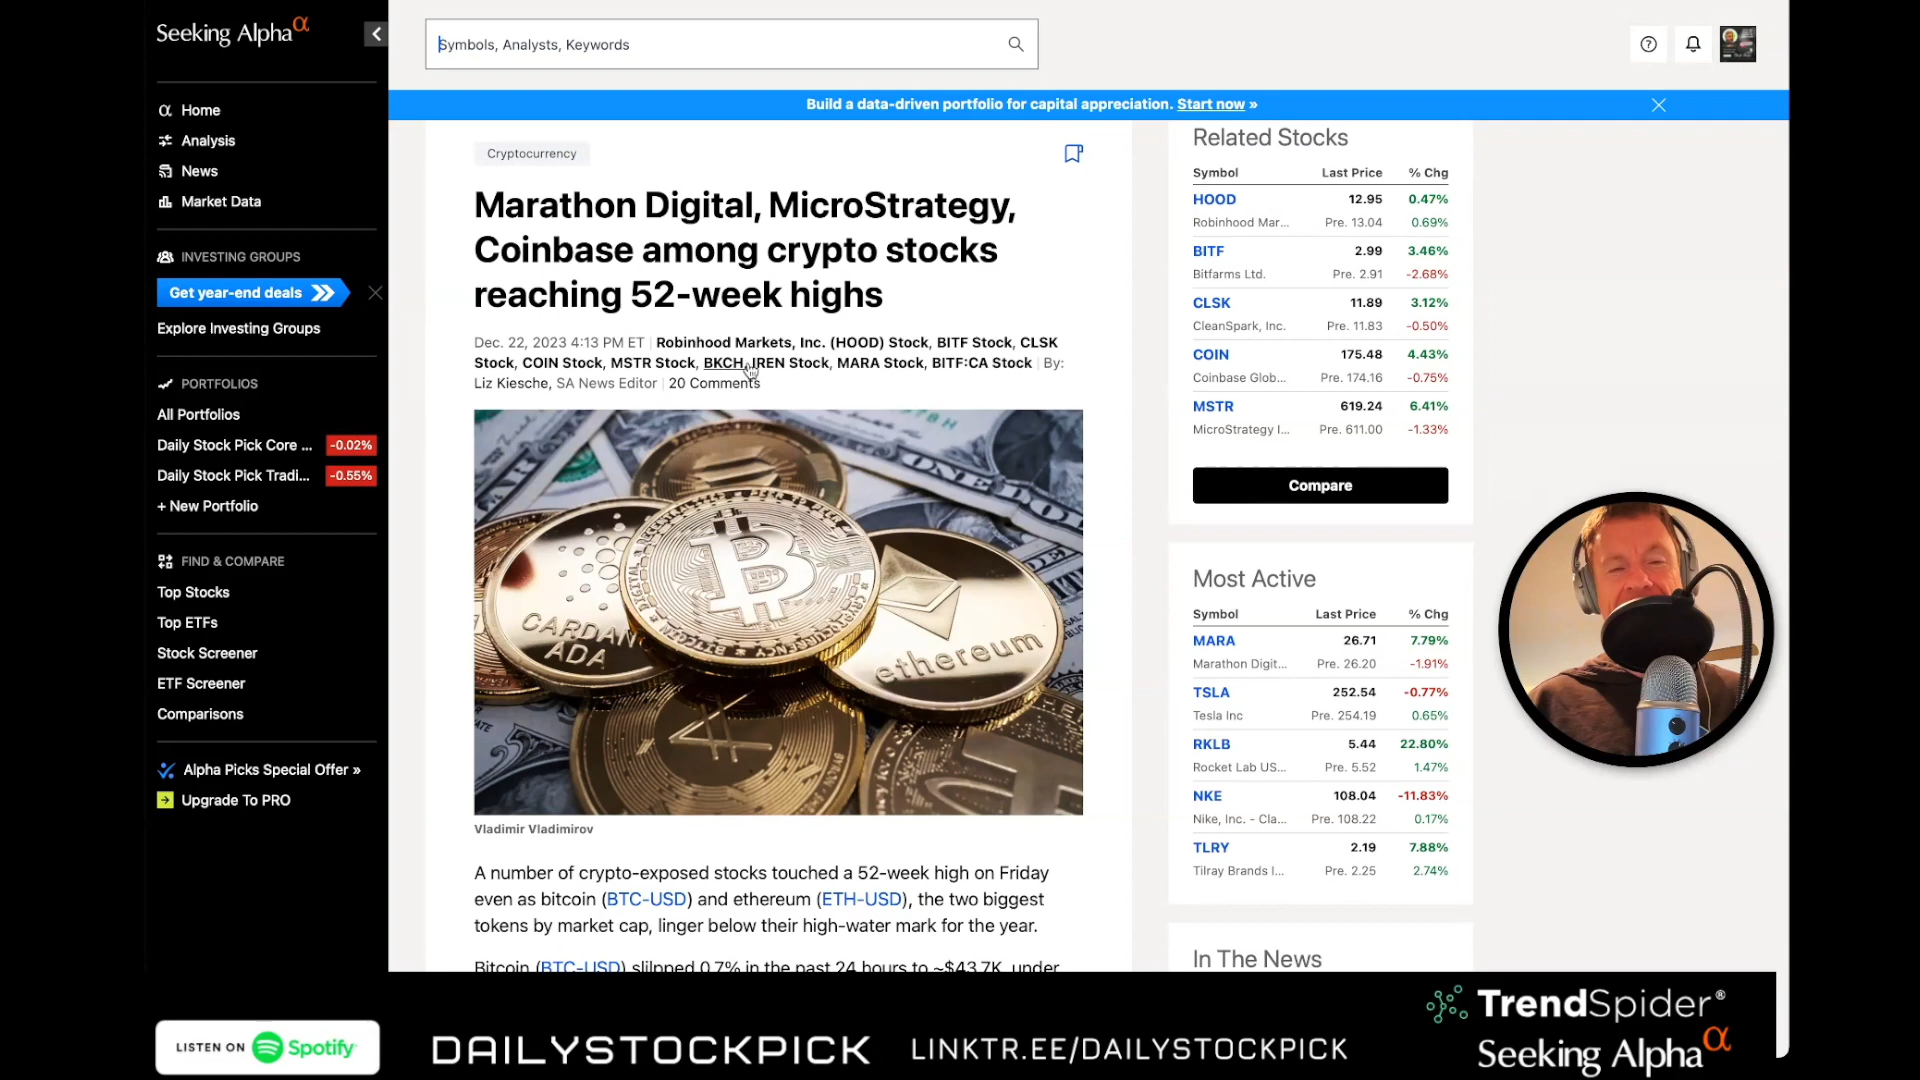 Seeking Alpha α
Home
Analysis
News
Market Data
INVESTING GROUPS
Get year-end deals
Explore Investing Groups
PORTFOLIOS
All Portfolios
Daily Stock Pick Core ... -0.02%
Daily Stock Pick Tradi... -0.55%
+ New Portfolio
FIND & COMPARE
Top Stocks
Top ETFs
Stock Screener
ETF Screener
Comparisons
Alpha Picks Special Offer »
Upgrade To PRO
Symbols, Analysts, Keywords
Build a data-driven portfolio for capital appreciation. Start now »
Cryptocurrency
Marathon Digital, MicroStrategy,
Coinbase among crypto stocks
reaching 52-week highs
Dec. 22, 2023 4:13 PM ET | Robinhood Markets, Inc. (HOOD) Stock, BITF Stock, CLSK
Stock, COIN Stock, MSTR Stock, BKCH, IREN Stock, MARA Stock, BITF:CA Stock | By:
Liz Kiesche, SA News Editor | 20 Comments
CARDANO
ADA
ethereum
Vladimir Vladimirov
A number of crypto-exposed stocks touched a 52-week high on Friday
even as bitcoin (BTC-USD) and ethereum (ETH-USD), the two biggest
tokens by market cap, linger below their high-water mark for the year.
Bitcoin (BTC-USD) slilpped 0.7% in the past 24 hours to ~$43.7K, under
Related Stocks
Symbol Last Price % Chg
HOOD 12.95 0.47%
Robinhood Mar... Pre. 13.04 0.69%
BITF 2.99 3.46%
Bitfarms Ltd. Pre. 2.91 -2.68%
CLSK 11.89 3.12%
CleanSpark, Inc. Pre. 11.83 -0.50%
COIN 175.48 4.43%
Coinbase Glob... Pre. 174.16 -0.75%
MSTR 619.24 6.41%
MicroStrategy I... Pre. 611.00 -1.33%
Compare
Most Active
Symbol Last Price % Chg
MARA 26.71 7.79%
Marathon Digit... Pre. 26.20 -1.91%
TSLA 252.54 -0.77%
Tesla Inc Pre. 254.19 0.65%
RKLB 5.44 22.80%
Rocket Lab US... Pre. 5.52 1.47%
NKE 108.04 -11.83%
Nike, Inc. - Cla... Pre. 108.22 0.17%
TLRY 2.19 7.88%
Tilray Brands I... Pre. 2.25 2.74%
In The News
LISTEN ON Spotify
DAILYSTOCKPICK
LINKTR.EE/DAILYSTOCKPICK
TrendSpider®
Seeking Alpha α